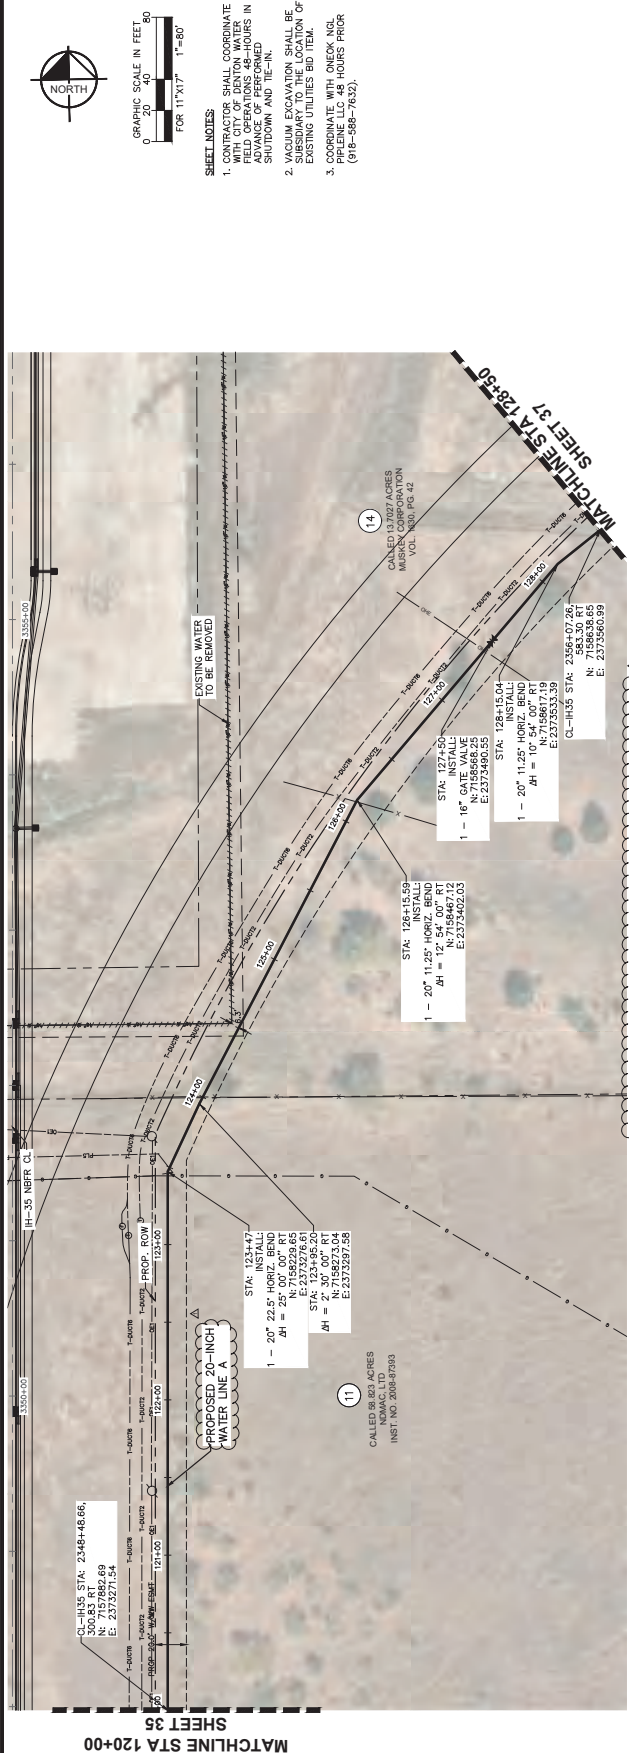 NORTH
GRAPHIC SCALE IN FEET
0 20 40 80
FOR 11"X17" 1"=80'
SHEET NOTES:
1. CONTRACTOR SHALL COORDINATE
WITH CITY OF DENTON WATER
FIELD OPERATIONS 48-HOURS IN
ADVANCE OF PERFORMED
SHUTDOWN AND TIE-IN.
2. VACUUM EXCAVATION SHALL BE
SUBSIDIARY TO THE LOCATION OF
EXISTING UTILITIES BID ITEM.
3. COORDINATE WITH ONEOK NGL
PIPLEINE LLC 48 HOURS PRIOR
(918-588-7632).
MATCHLINE STA 120+00
SHEET 35
CL-IH35 STA: 2348+48.66,
300.83 RT
N: 7157882.69
E: 2373271.54
3350+00
IH-35 NBFR CL
3355+00
T-DUCT6
T-DUCT2
121+00
122+00
123+00
124+00
125+00
126+00
127+00
128+00
PROP. ROW
PROPOSED 20-INCH
WATER LINE A
EXISTING WATER
TO BE REMOVED
11
CALLED 58.823 ACRES
NDMAC, LTD
INST. NO. 2008-87393
14
CALLED 13.7027 ACRES
MUSKEY CORPORATION
VOL. 1030, PG. 42
STA: 123+47
INSTALL:
1 - 20" 22.5° HORIZ. BEND
ΔH = 25° 00' 00" RT
N: 7158229.65
E: 2373276.61
STA: 123+95.20
ΔH = 2° 30' 00" RT
N: 7158273.04
E: 2373297.58
STA: 126+15.59
INSTALL:
1 - 20" 11.25° HORIZ. BEND
ΔH = 12° 54' 00" RT
N: 7158467.12
E: 2373402.03
STA: 127+50
INSTALL:
1 - 16" GATE VALVE
N: 7158568.25
E: 2373490.55
STA: 128+15.04
INSTALL:
1 - 20" 11.25° HORIZ. BEND
ΔH = 10° 54' 00" RT
N: 7158617.19
E: 2373533.39
CL-IH35 STA: 2356+07.26,
583.30 RT
N: 7158638.65
E: 2373560.99
MATCHLINE STA 128+50
SHEET 37